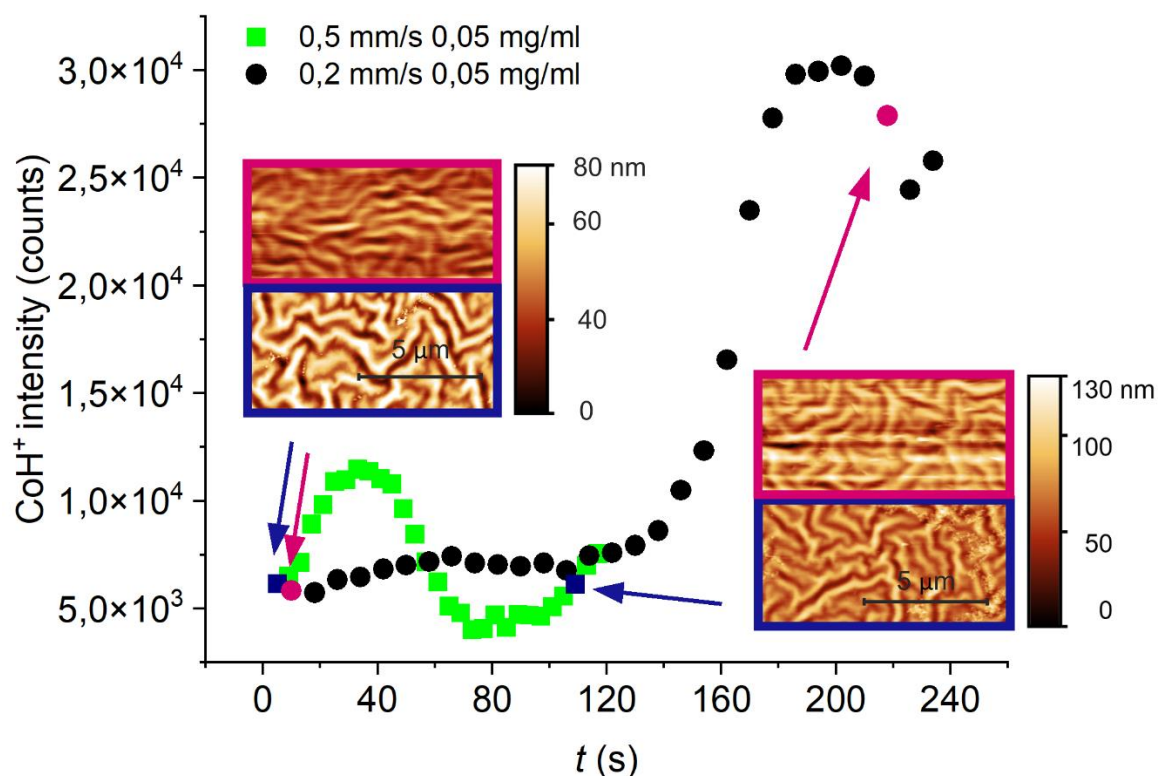 0,5 mm/s 0,05 mg/ml
0,2 mm/s 0,05 mg/ml
3,0×10⁴
2,5×10⁴
2,0×10⁴
1,5×10⁴
1,0×10⁴
5,0×10³
CoH⁺ intensity (counts)
80 nm
60
40
0
5 µm
130 nm
100
50
0
5 µm
0 40 80 120 160 200 240
t (s)